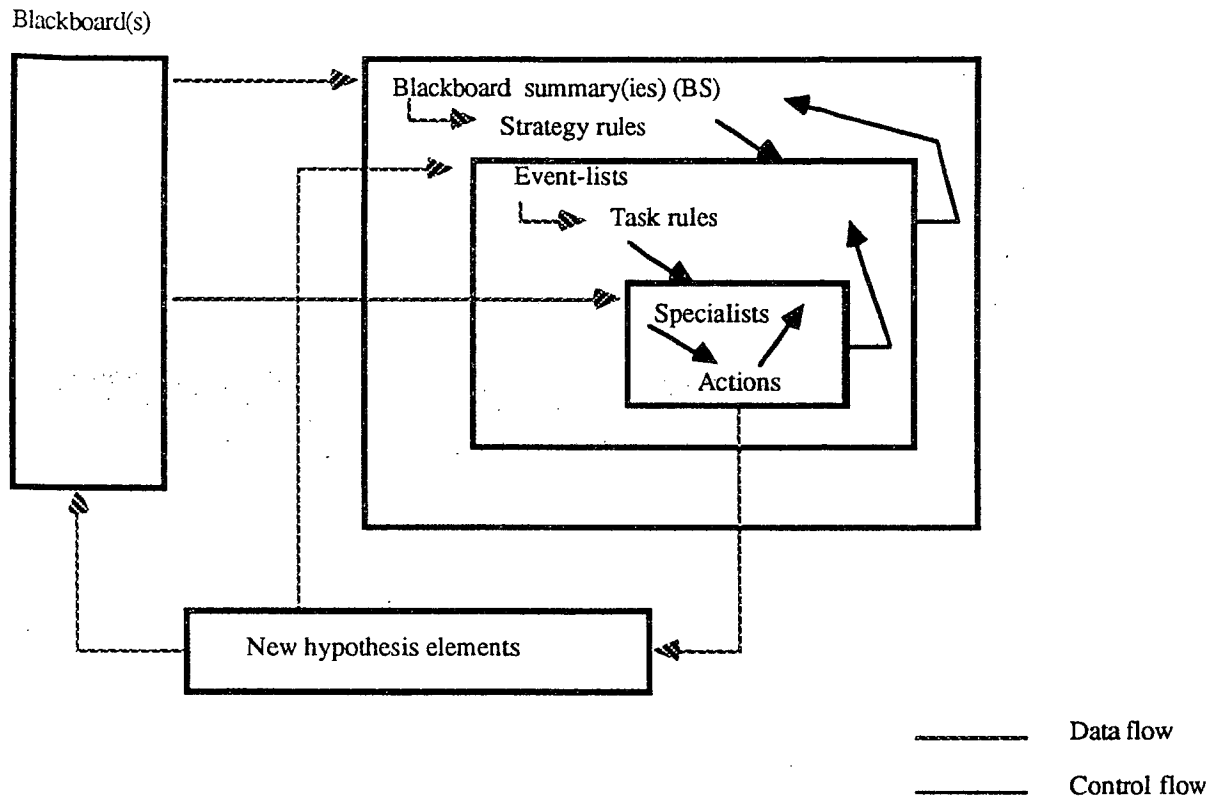 Blackboard(s)
Blackboard summary(ies) (BS)
Strategy rules
Event-lists
Task rules
Specialists
Actions
New hypothesis elements
Data flow
Control flow